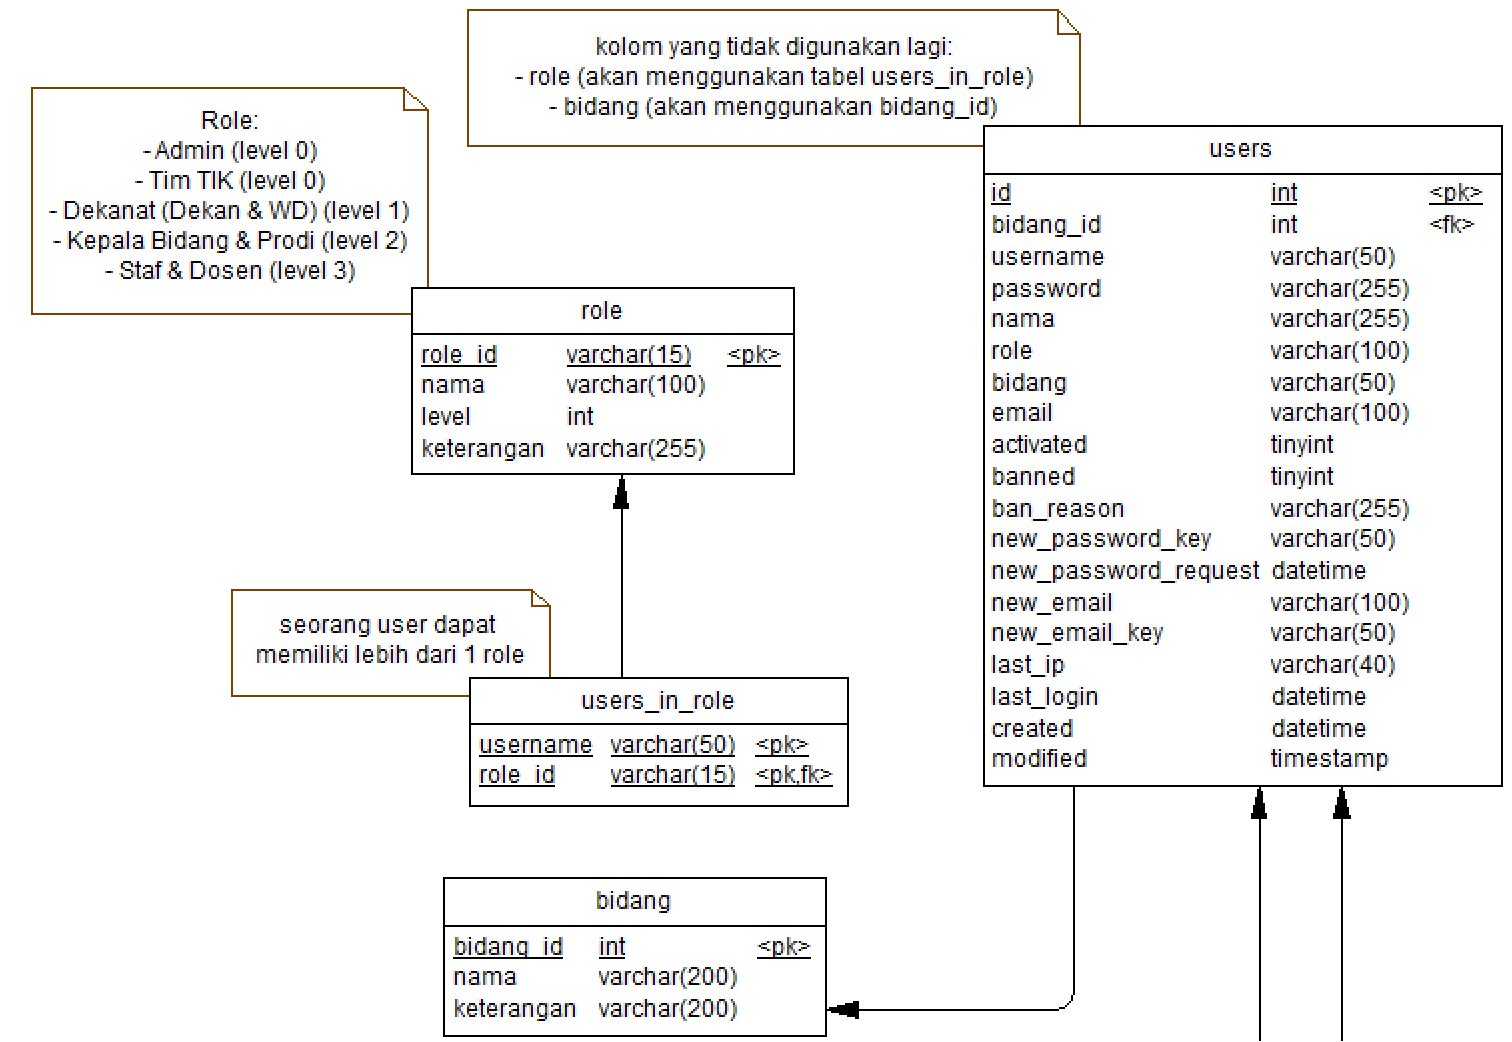 kolom yang tidak digunakan lagi:
- role (akan menggunakan tabel users_in_role)
- bidang (akan menggunakan bidang_id)
Role:
- Admin (level 0)
- Tim TIK (level 0)
- Dekanat (Dekan & WD) (level 1)
- Kepala Bidang & Prodi (level 2)
- Staf & Dosen (level 3)
users
id int <pk>
bidang_id int <fk>
username varchar(50)
password varchar(255)
nama varchar(255)
role varchar(100)
bidang varchar(50)
email varchar(100)
activated tinyint
banned tinyint
ban_reason varchar(255)
new_password_key varchar(50)
new_password_request datetime
new_email varchar(100)
new_email_key varchar(50)
last_ip varchar(40)
last_login datetime
created datetime
modified timestamp
role
role_id varchar(15) <pk>
nama varchar(100)
level int
keterangan varchar(255)
seorang user dapat
memiliki lebih dari 1 role
users_in_role
username varchar(50) <pk>
role_id varchar(15) <pk,fk>
bidang
bidang_id int <pk>
nama varchar(200)
keterangan varchar(200)